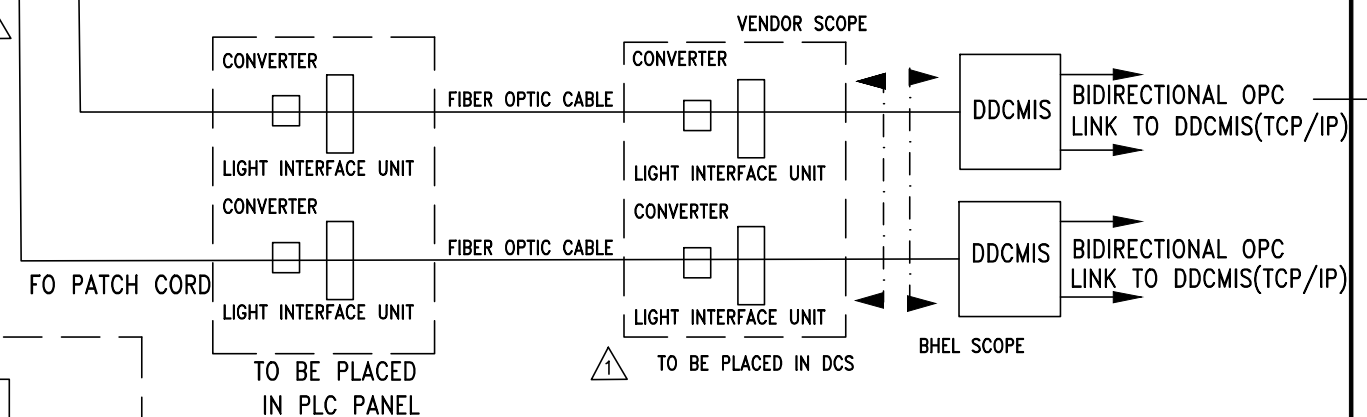 VENDOR SCOPE
CONVERTER
CONVERTER
FIBER OPTIC CABLE
DDCMIS
BIDIRECTIONAL OPC
LINK TO DDCMIS(TCP/IP)
LIGHT INTERFACE UNIT
LIGHT INTERFACE UNIT
CONVERTER
CONVERTER
FIBER OPTIC CABLE
DDCMIS
BIDIRECTIONAL OPC
LINK TO DDCMIS(TCP/IP)
FO PATCH CORD
LIGHT INTERFACE UNIT
LIGHT INTERFACE UNIT
BHEL SCOPE
1
TO BE PLACED IN DCS
TO BE PLACED
IN PLC PANEL